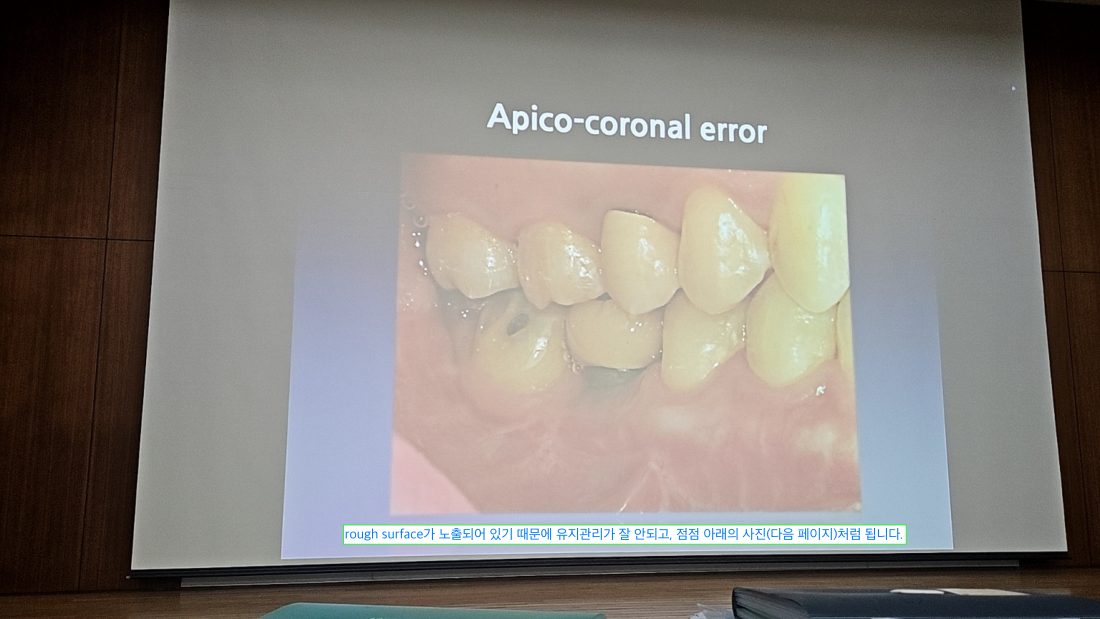 Apico-coronal error
rough surface가 노출되어 있기 때문에 유지관리가 잘 안되고, 점점 아래의 사진(다음 페이지)처럼 됩니다.